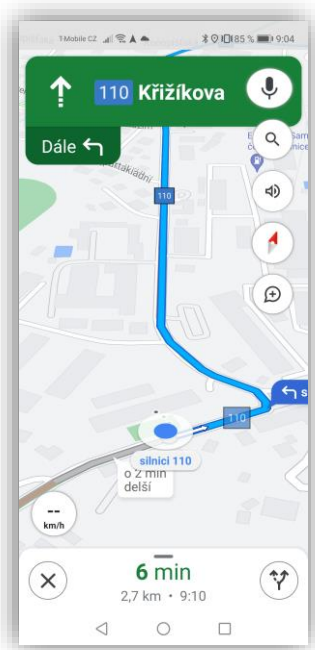 T-Mobile CZ
85 %
9:04
110 Křižíkova
Dále
110
110
silnici 110
o 2 min
delší
--
km/h
6 min
2,7 km • 9:10